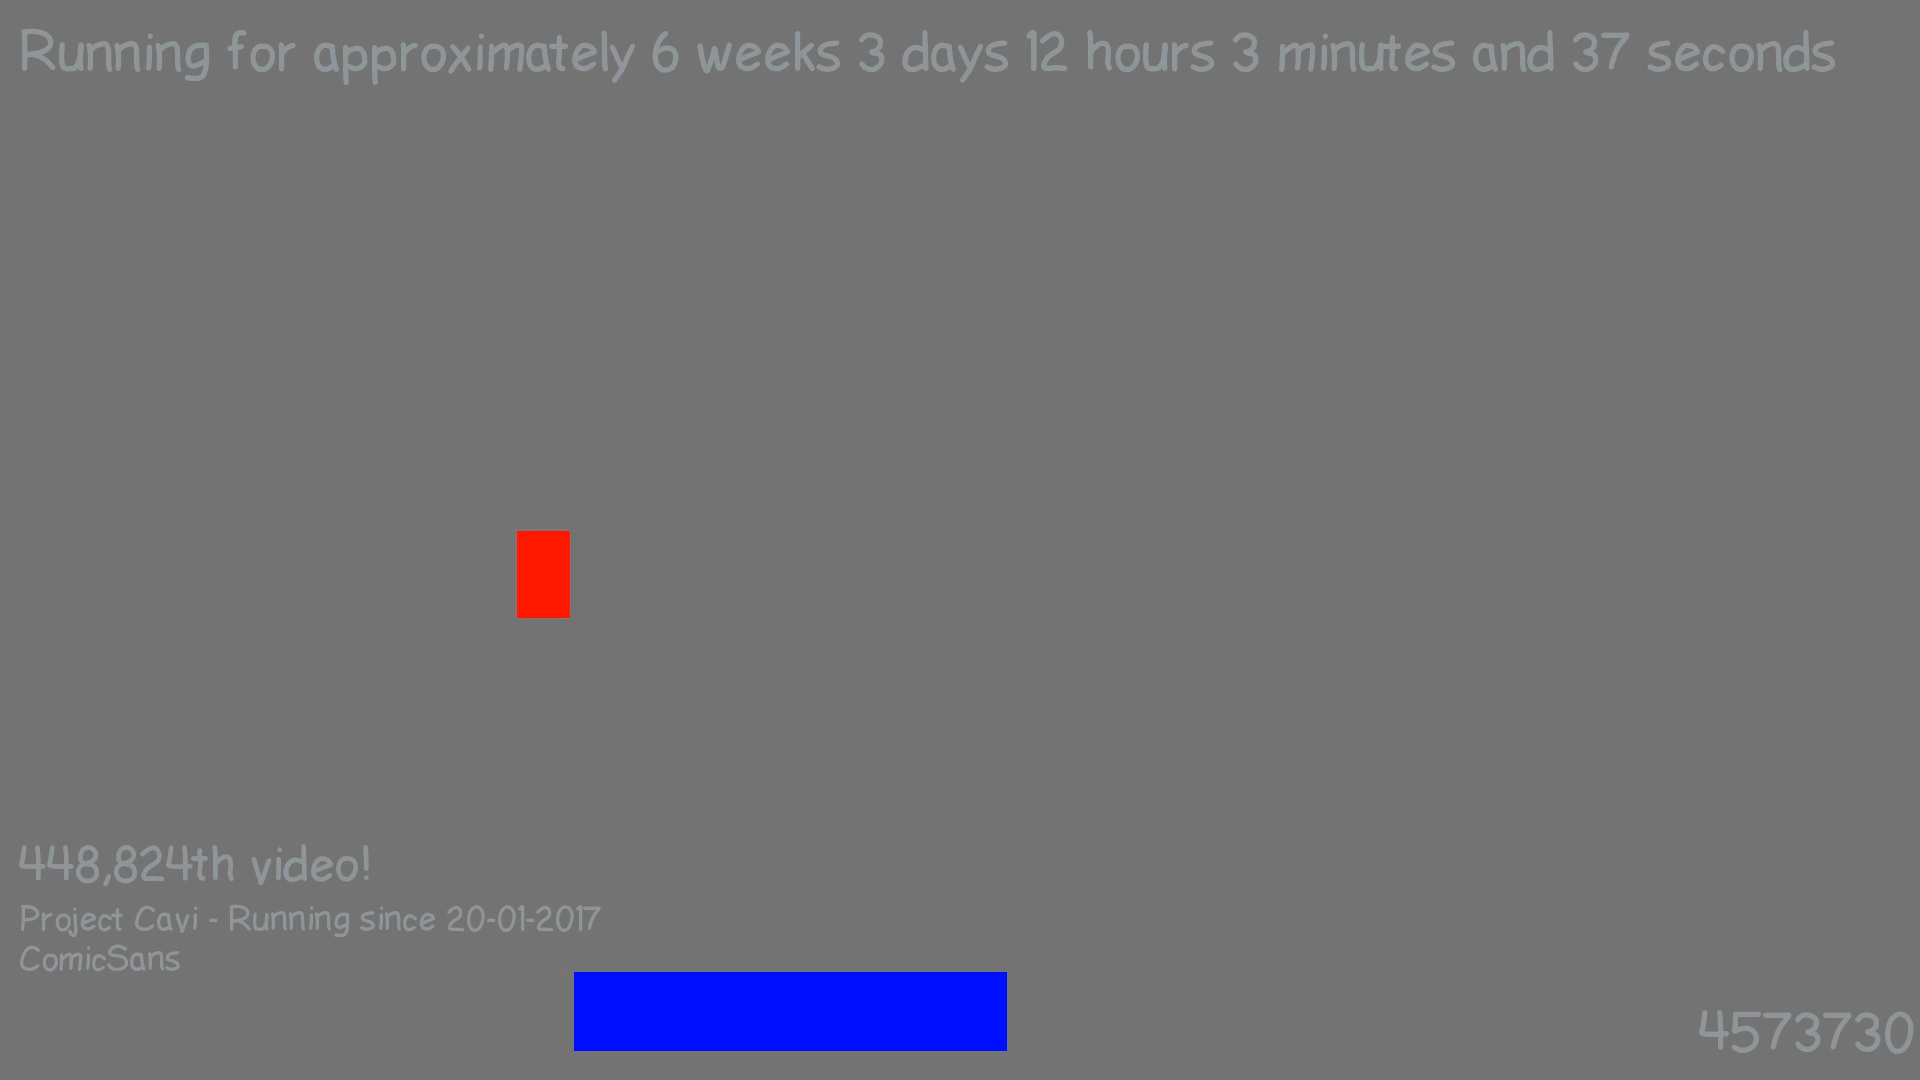 Running for approximately 6 weeks 3 days 12 hours 3 minutes and 37 seconds
448,824th video!
Project Cavi - Running since 20-01-2017
ComicSans
4573730